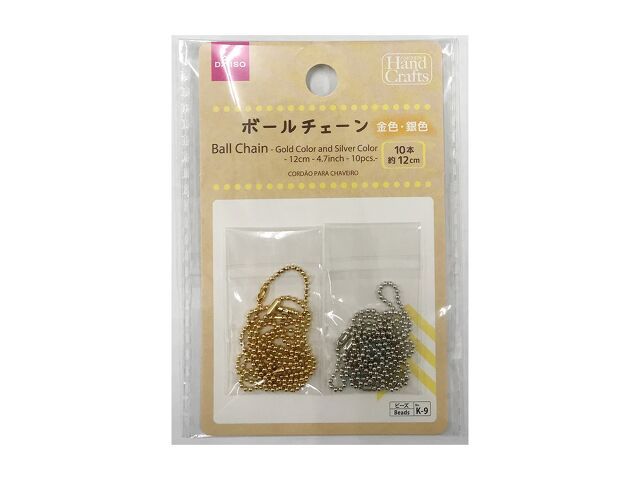 DAISO
Hand
Crafts
ボールチェーン 金色・銀色
Ball Chain - Gold Color and Silver Color
- 12cm - 4.7inch - 10pcs.-
10本
約12cm
CORDÃO PARA CHAVEIRO
ビーズ
Beads
No
K-9